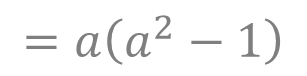 = a(a² − 1)